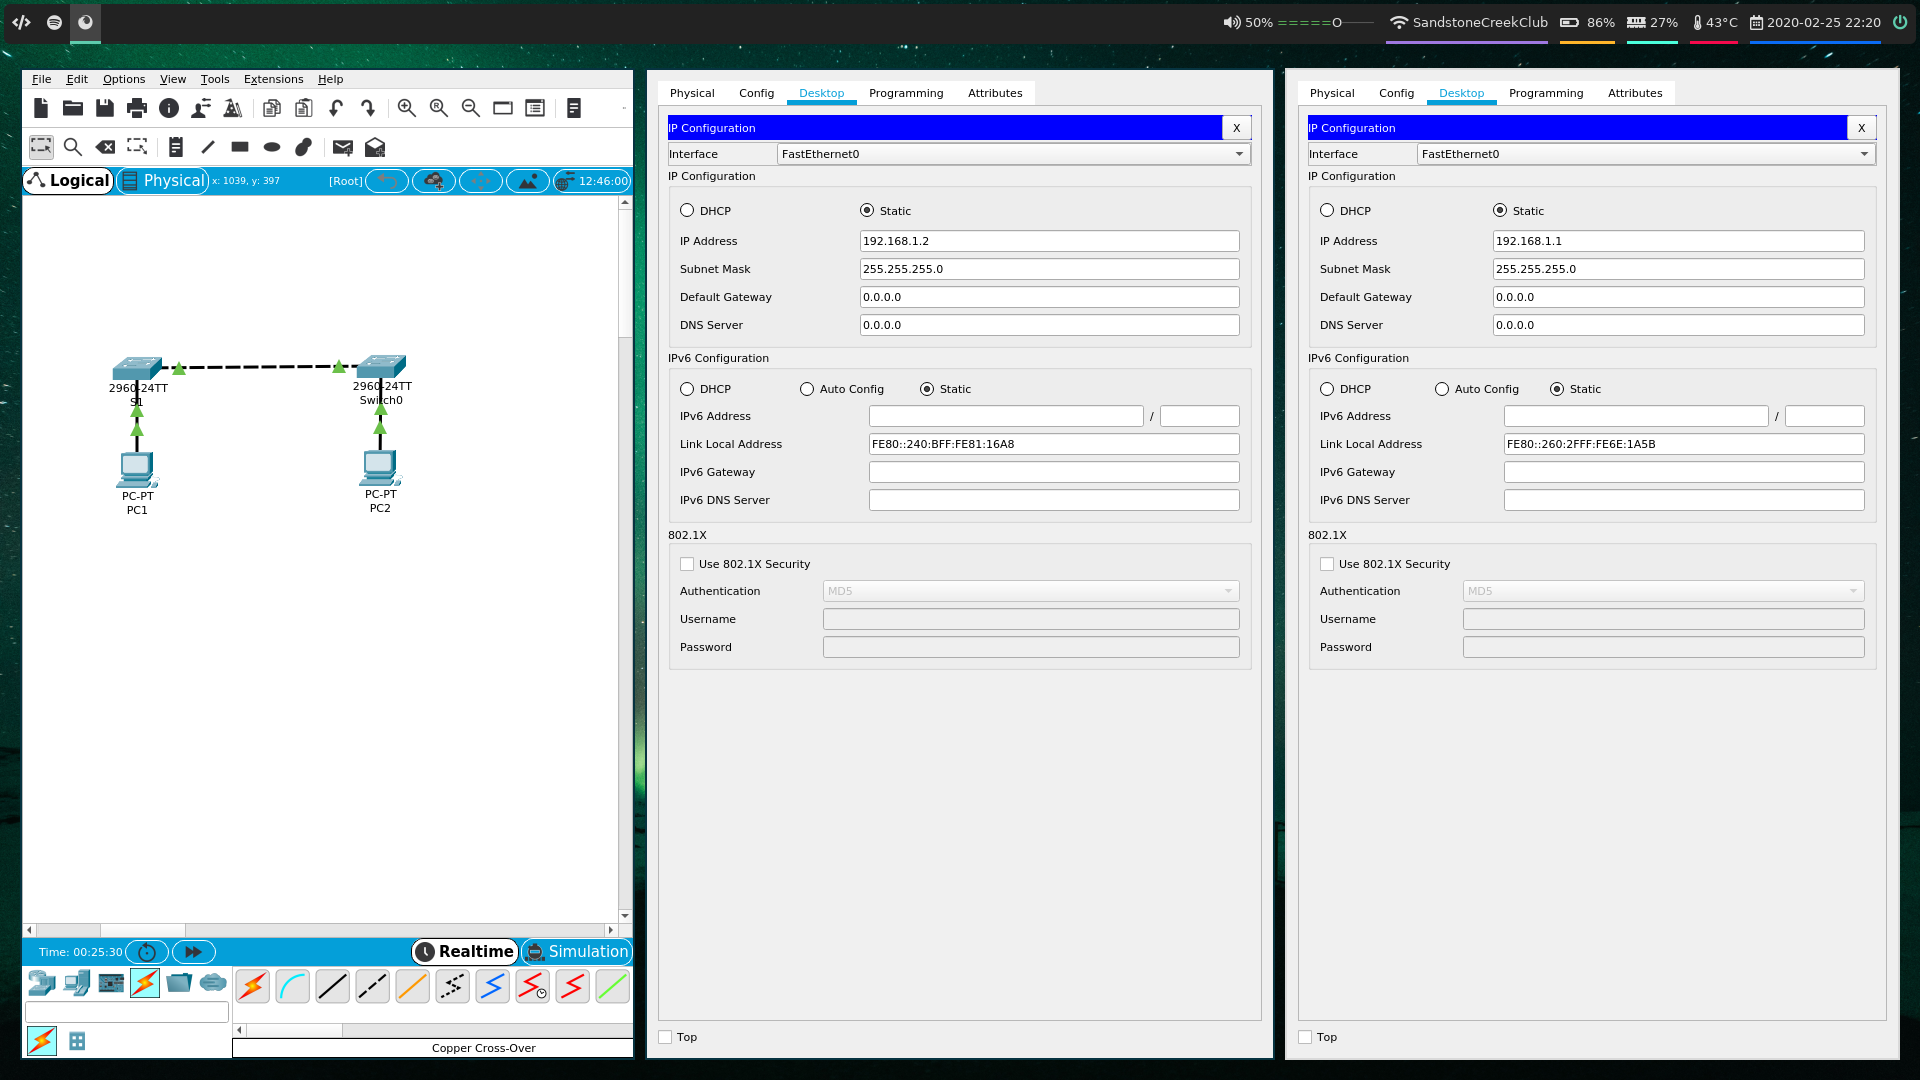 50% =====O
SandstoneCreekClub
86%
27%
43°C
2020-02-25 22:20
File Edit Options View Tools Extensions Help
Logical
Physical
x: 1039, y: 397
[Root]
12:46:00
2960-24TT
S1
2960-24TT
Switch0
PC-PT
PC1
PC-PT
PC2
Time: 00:25:30
Realtime
Simulation
Copper Cross-Over
Physical Config Desktop Programming Attributes
IP Configuration X
Interface FastEthernet0
IP Configuration
DHCP Static
IP Address 192.168.1.2
Subnet Mask 255.255.255.0
Default Gateway 0.0.0.0
DNS Server 0.0.0.0
IPv6 Configuration
DHCP Auto Config Static
IPv6 Address /
Link Local Address FE80::240:BFF:FE81:16A8
IPv6 Gateway
IPv6 DNS Server
802.1X
Use 802.1X Security
Authentication MD5
Username
Password
Top
Physical Config Desktop Programming Attributes
IP Configuration X
Interface FastEthernet0
IP Configuration
DHCP Static
IP Address 192.168.1.1
Subnet Mask 255.255.255.0
Default Gateway 0.0.0.0
DNS Server 0.0.0.0
IPv6 Configuration
DHCP Auto Config Static
IPv6 Address /
Link Local Address FE80::260:2FFF:FE6E:1A5B
IPv6 Gateway
IPv6 DNS Server
802.1X
Use 802.1X Security
Authentication MD5
Username
Password
Top